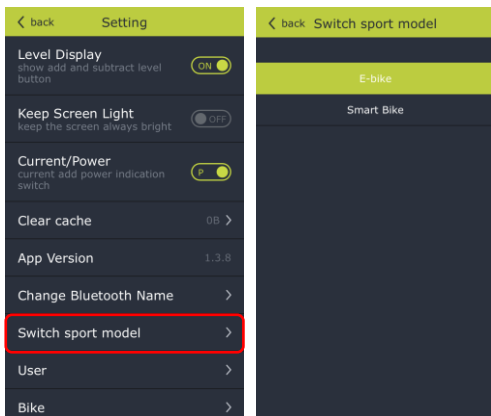 back Setting
Level Display
show add and subtract level
button
ON
Keep Screen Light
keep the screen always bright
OFF
Current/Power
current add power indication
switch
P
Clear cache 0B
App Version 1.3.8
Change Bluetooth Name
Switch sport model
User
Bike
back Switch sport model
E-bike
Smart Bike